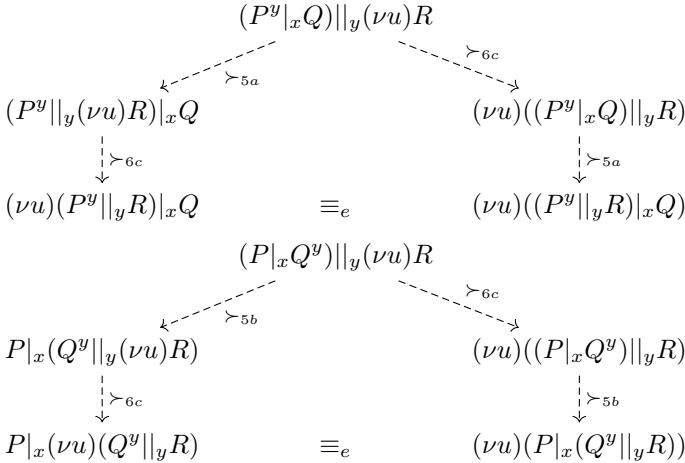 (P^y|_xQ)||_y(νu)R
≻_{5a} ≻_{6c}
(P^y||_y(νu)R)|_xQ (νu)((P^y|_xQ)||_yR)
≻_{6c} ≻_{5a}
(νu)(P^y||_yR)|_xQ ≡_e (νu)((P^y||_yR)|_xQ)
(P|_xQ^y)||_y(νu)R
≻_{5b} ≻_{6c}
P|_x(Q^y||_y(νu)R) (νu)((P|_xQ^y)||_yR)
≻_{6c} ≻_{5b}
P|_x(νu)(Q^y||_yR) ≡_e (νu)(P|_x(Q^y||_yR))